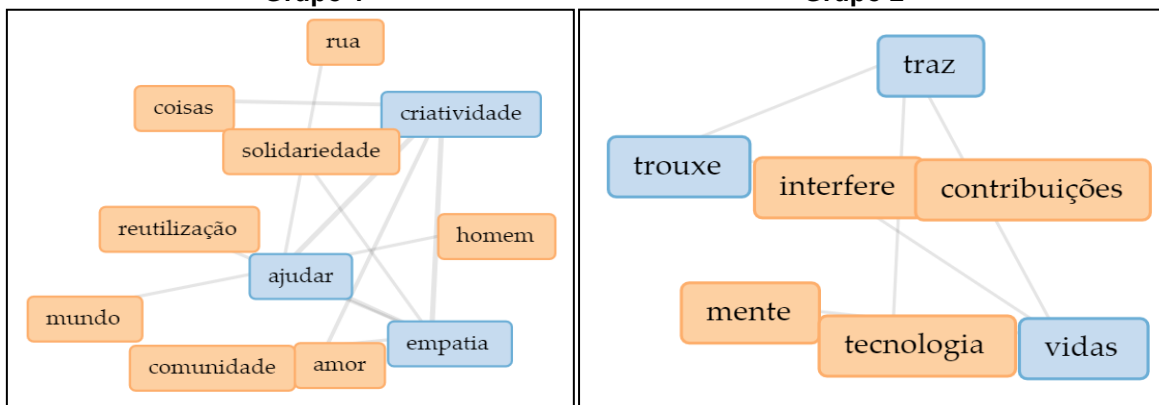 rua
coisas
criatividade
solidariedade
reutilização
homem
ajudar
mundo
empatia
comunidade
amor
traz
trouxe
interfere
contribuições
mente
tecnologia
vidas